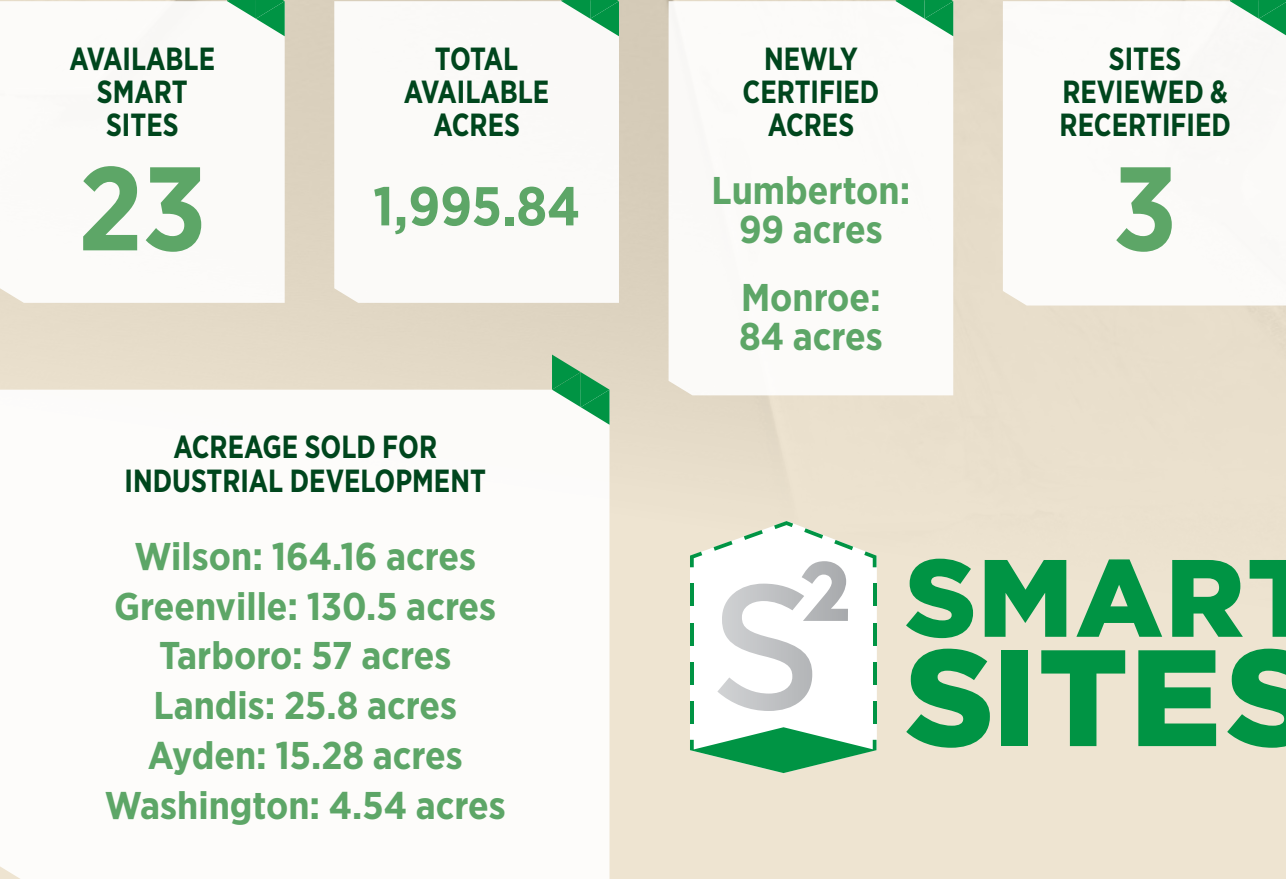 AVAILABLE
SMART
SITES
23
TOTAL
AVAILABLE
ACRES
1,995.84
NEWLY
CERTIFIED
ACRES
Lumberton:
99 acres
Monroe:
84 acres
SITES
REVIEWED &
RECERTIFIED
3
ACREAGE SOLD FOR
INDUSTRIAL DEVELOPMENT
Wilson: 164.16 acres
Greenville: 130.5 acres
Tarboro: 57 acres
Landis: 25.8 acres
Ayden: 15.28 acres
Washington: 4.54 acres
S²
SMART
SITES